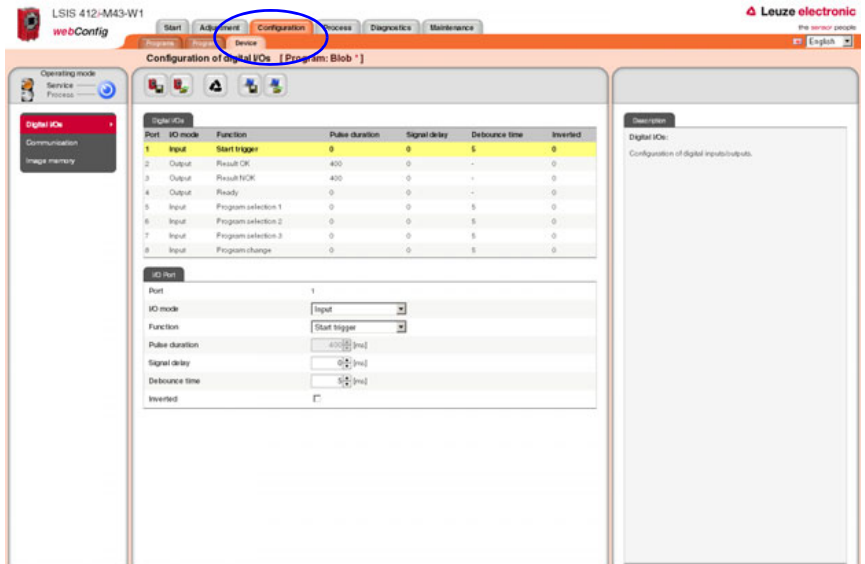 LSIS 412i-M43-W1
webConfig
Start Adjustment Configuration Process Diagnostics Maintenance
Leuze electronic
the sensor people
Programs Program Device
English
Configuration of digital I/Os [ Program: Blob * ]
Operating mode
Service
Process
Digital I/Os
Communication
Image memory
Digital I/Os
Port I/O mode Function Pulse duration Signal delay Debounce time Inverted
1 Input Start trigger 0 0 5 0
2 Output Result OK 400 0 - 0
3 Output Result NOK 400 0 - 0
4 Output Ready 0 0 - 0
5 Input Program selection 1 0 0 5 0
6 Input Program selection 2 0 0 5 0
7 Input Program selection 3 0 0 5 0
8 Input Program change 0 0 5 0
I/O Port
Port 1
I/O mode Input
Function Start trigger
Pulse duration 400 [ms]
Signal delay 0 [ms]
Debounce time 5 [ms]
Inverted
Description
Digital I/Os:
Configuration of digital inputs/outputs.